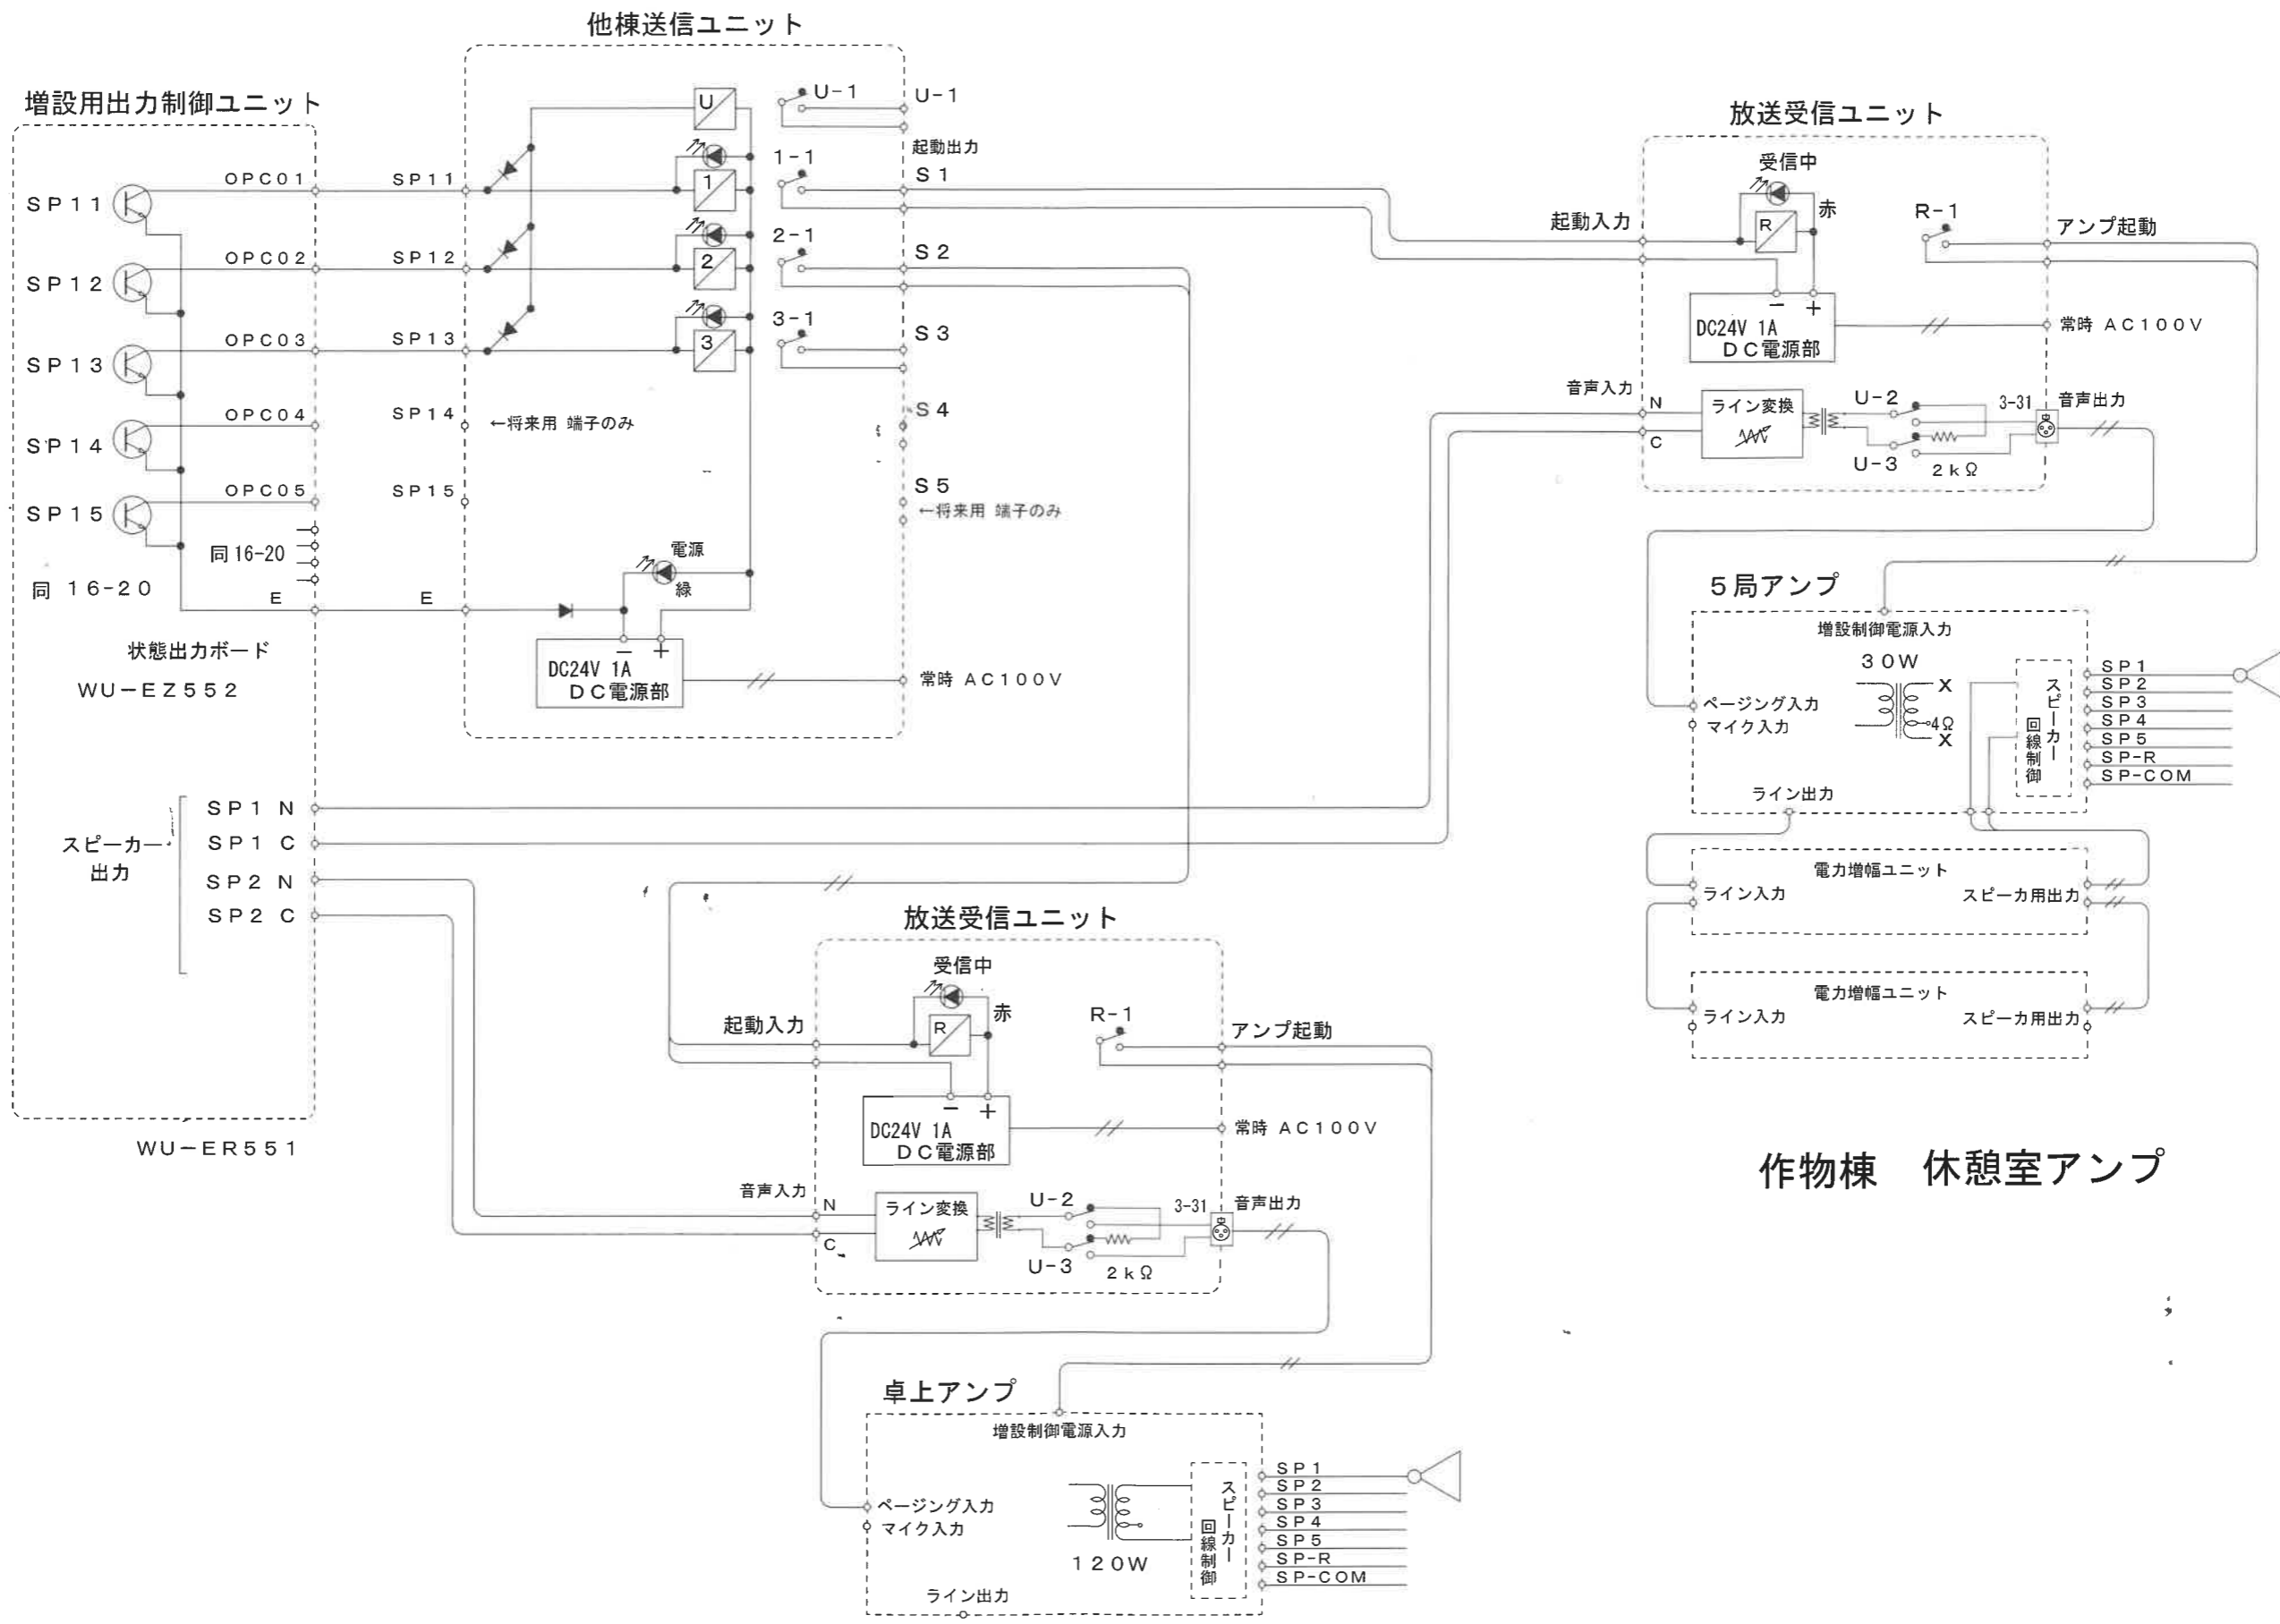 他棟送信ユニット
増設用出力制御ユニット
SP11
SP12
SP13
SP14
SP15
同 16-20
OPC01
OPC02
OPC03
OPC04
OPC05
同16-20
E
状態出力ボード
WU-EZ552
スピーカー
出力
SP1 N
SP1 C
SP2 N
SP2 C
WU-ER551
SP11
SP12
SP13
SP14
←将来用 端子のみ
SP15
E
U
1
2
3
U-1
1-1
2-1
3-1
電源
緑
- +
DC24V 1A
DC電源部
U-1
起動出力
S1
S2
S3
S4
S5
←将来用 端子のみ
常時 AC100V
放送受信ユニット
受信中
赤
R
起動入力
R-1
アンプ起動
- +
DC24V 1A
DC電源部
常時 AC100V
音声入力
N
C
ライン変換
U-2
U-3
2kΩ
3-31
音声出力
5局アンプ
増設制御電源入力
30W
X
4Ω
X
ページング入力
マイク入力
スピーカー
回線制御
ライン出力
SP1
SP2
SP3
SP4
SP5
SP-R
SP-COM
電力増幅ユニット
ライン入力
スピーカ用出力
電力増幅ユニット
ライン入力
スピーカ用出力
作物棟 休憩室アンプ
放送受信ユニット
受信中
赤
R
起動入力
R-1
アンプ起動
- +
DC24V 1A
DC電源部
常時 AC100V
音声入力
N
C
ライン変換
U-2
U-3
2kΩ
3-31
音声出力
卓上アンプ
増設制御電源入力
ページング入力
マイク入力
120W
スピーカー
回線制御
ライン出力
SP1
SP2
SP3
SP4
SP5
SP-R
SP-COM